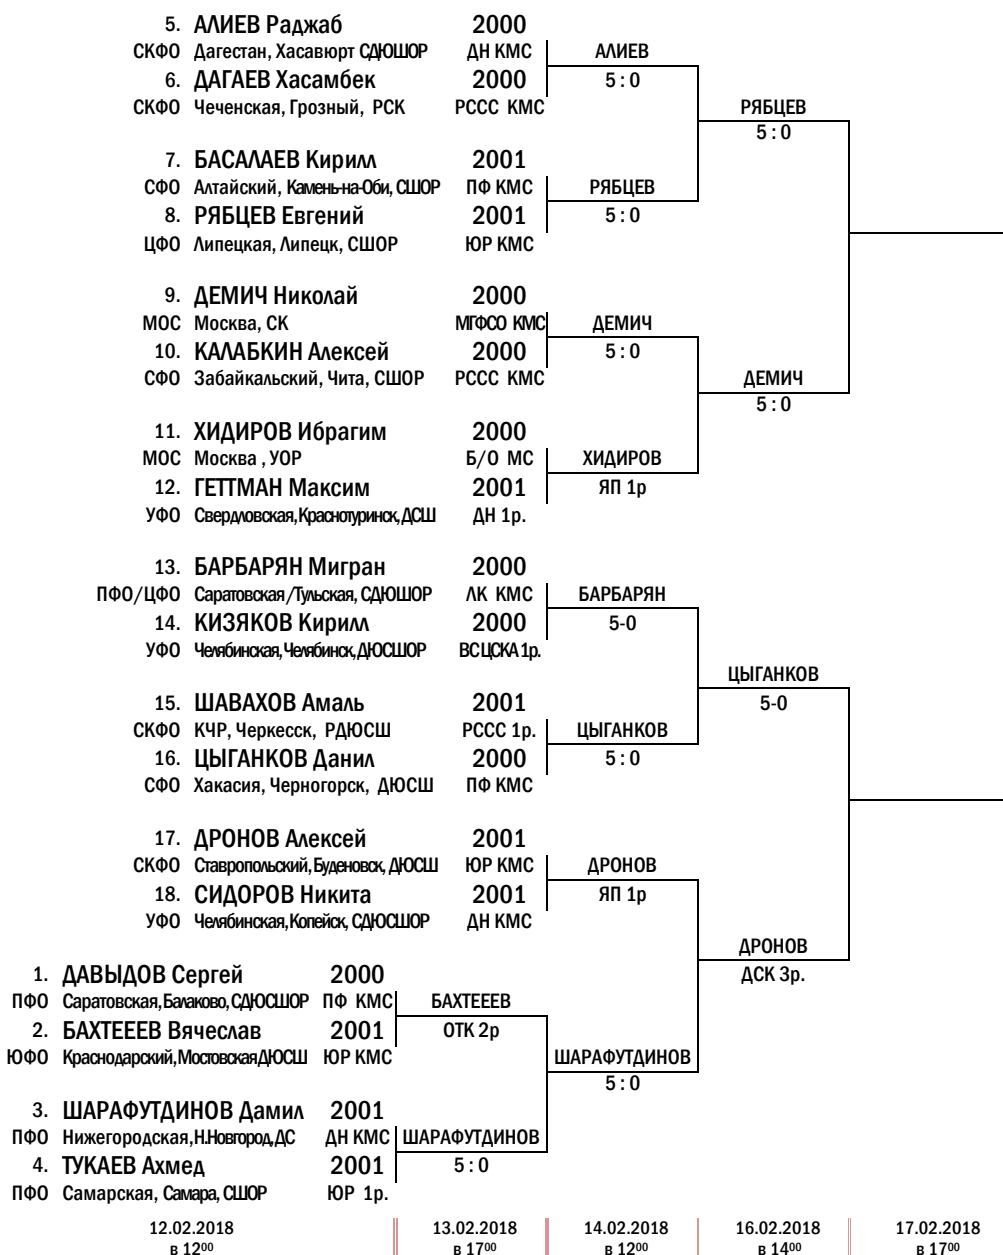 5. АЛИЕВ Раджаб 2000
СКФО Дагестан, Хасавюрт СДЮШОР ДН КМС АЛИЕВ
6. ДАГАЕВ Хасамбек 2000 5 : 0
СКФО Чеченская, Грозный, РСК РССС КМС РЯБЦЕВ
5 : 0
7. БАСАЛАЕВ Кирилл 2001
СФО Алтайский, Камень-на-Оби, СШОР ПФ КМС РЯБЦЕВ
8. РЯБЦЕВ Евгений 2001 5 : 0
ЦФО Липецкая, Липецк, СШОР ЮР КМС
9. ДЕМИЧ Николай 2000
МОС Москва, СК МГФСО КМС ДЕМИЧ
10. КАЛАБКИН Алексей 2000 5 : 0
СФО Забайкальский, Чита, СШОР РССС КМС ДЕМИЧ
5 : 0
11. ХИДИРОВ Ибрагим 2000
МОС Москва , УОР Б/О МС ХИДИРОВ
12. ГЕТТМАН Максим 2001 ЯП 1р
УФО Свердловская, Краснотуринск, ДСШ ДН 1р.
13. БАРБАРЯН Мигран 2000
ПФО/ЦФО Саратовская /Тульская, СДЮШОР ЛК КМС БАРБАРЯН
14. КИЗЯКОВ Кирилл 2000 5-0
УФО Челябинская, Челябинск, ДЮСШОР ВС ЦСКА 1р.
ЦЫГАНКОВ
15. ШАВАХОВ Амаль 2001 5-0
СКФО КЧР, Черкесск, РДЮСШ РССС 1р. ЦЫГАНКОВ
16. ЦЫГАНКОВ Данил 2000 5 : 0
СФО Хакасия, Черногорск, ДЮСШ ПФ КМС
17. ДРОНОВ Алексей 2001
СКФО Ставропольский, Буденовск, ДЮСШ ЮР КМС ДРОНОВ
18. СИДОРОВ Никита 2001 ЯП 1р
УФО Челябинская, Копейск, СДЮСШОР ДН КМС
ДРОНОВ
1. ДАВЫДОВ Сергей 2000 ДСК 3р.
ПФО Саратовская, Балаково, СДЮСШОР ПФ КМС БАХТЕЕЕВ
2. БАХТЕЕЕВ Вячеслав 2001 ОТК 2р
ЮФО Краснодарский, Мостовская ДЮСШ ЮР КМС ШАРАФУТДИНОВ
5 : 0
3. ШАРАФУТДИНОВ Дамил 2001
ПФО Нижегородская, Н.Новгород, ДС ДН КМС ШАРАФУТДИНОВ
4. ТУКАЕВ Ахмед 2001 5 : 0
ПФО Самарская, Самара, СШОР ЮР 1р.
12.02.2018 13.02.2018 14.02.2018 16.02.2018 17.02.2018
в 12⁰⁰ в 17⁰⁰ в 12⁰⁰ в 14⁰⁰ в 17⁰⁰